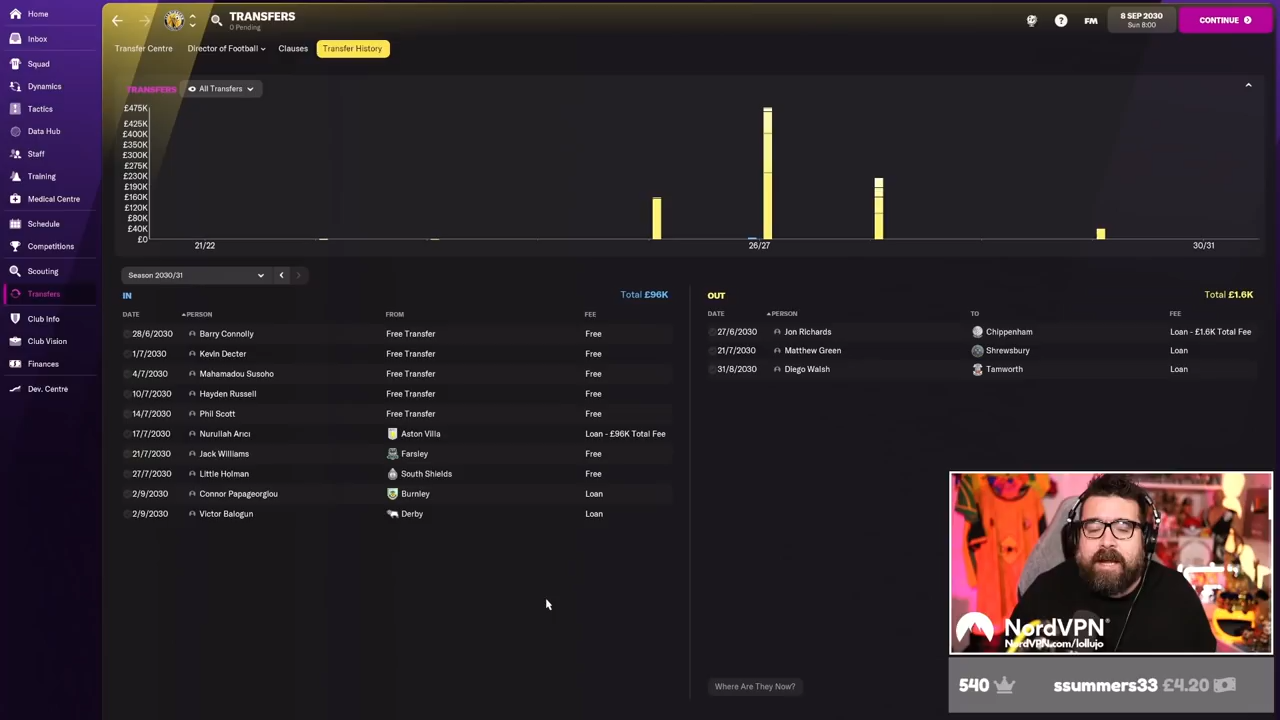 Home
Inbox
Squad
Dynamics
Tactics
Data Hub
Staff
Training
Medical Centre
Schedule
Competitions
Scouting
Transfers
Club Info
Club Vision
Finances
Dev. Centre
TRANSFERS
0 Pending
FM
8 SEP 2030
Sun 8:00
CONTINUE
Transfer Centre
Director of Football
Clauses
Transfer History
TRANSFERS
All Transfers
£475K
£425K
£400K
£350K
£300K
£275K
£230K
£190K
£160K
£120K
£80K
£40K
£0
21/22
26/27
30/31
Season 2030/31
IN
Total £96K
DATE PERSON FROM FEE
28/6/2030 Barry Connolly Free Transfer Free
1/7/2030 Kevin Decter Free Transfer Free
4/7/2030 Mahamadou Susoho Free Transfer Free
10/7/2030 Hayden Russell Free Transfer Free
14/7/2030 Phil Scott Free Transfer Free
17/7/2030 Nurullah Arıcı Aston Villa Loan - £96K Total Fee
21/7/2030 Jack Williams Farsley Free
27/7/2030 Little Holman South Shields Free
2/9/2030 Connor Papageorgiou Burnley Loan
2/9/2030 Victor Balogun Derby Loan
OUT
Total £1.6K
DATE PERSON TO FEE
27/6/2030 Jon Richards Chippenham Loan - £1.6K Total Fee
21/7/2030 Matthew Green Shrewsbury Loan
31/8/2030 Diego Walsh Tamworth Loan
Where Are They Now?
NordVPN®
NordVPN.com/lollujo
540
ssummers33 £4.20